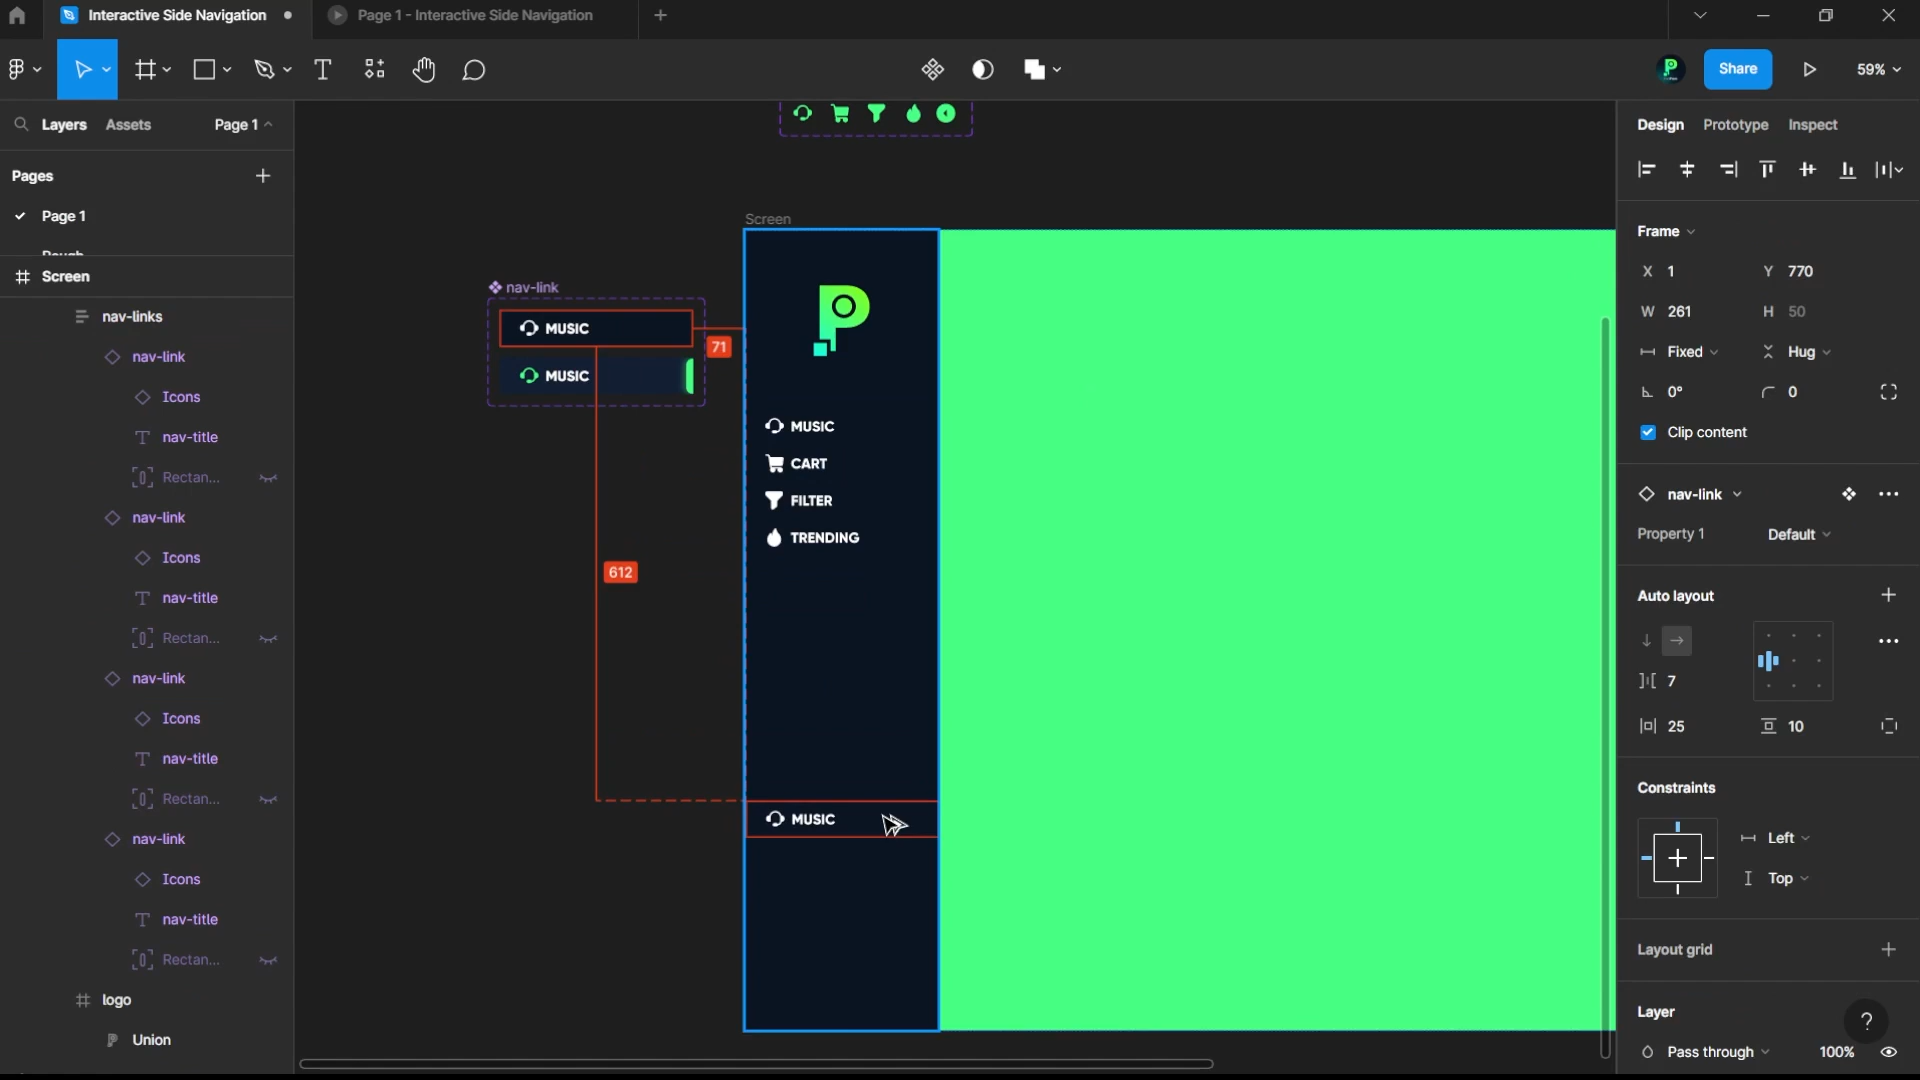 Interactive Side Navigation
Page 1 - Interactive Side Navigation
Share
59%
Layers
Assets
Page 1
Pages
Page 1
Rough
Screen
nav-links
nav-link
Icons
nav-title
Rectan...
nav-link
Icons
nav-title
Rectan...
nav-link
Icons
nav-title
Rectan...
nav-link
Icons
nav-title
Rectan...
logo
Union
Screen
nav-link
MUSIC
71
MUSIC
MUSIC
CART
FILTER
TRENDING
612
MUSIC
Design
Prototype
Inspect
Frame
X 1
Y 770
W 261
H 50
Fixed
Hug
0°
0
Clip content
nav-link
Property 1
Default
Auto layout
7
25
10
Constraints
Left
Top
Layout grid
Layer
?
Pass through
100%